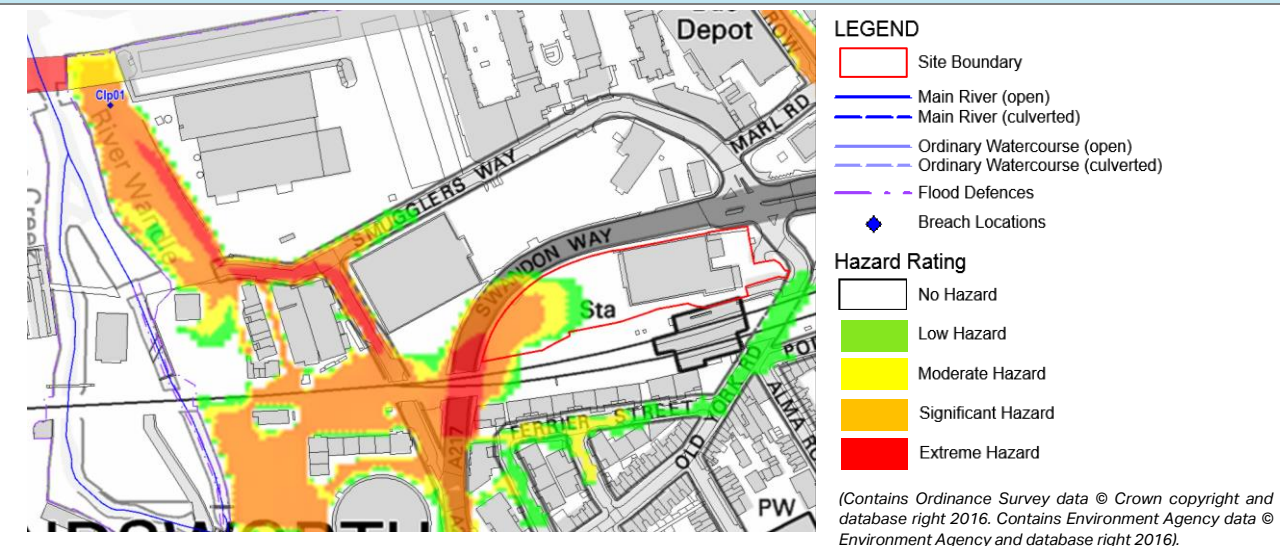 Depot
ROW
Clp01
River Wandle
Creek
SMUGGLERS WAY
MARL RD
SWANDON WAY
Sta
FERRIER STREET
OLD YORK RD
ALMA RO
A217
PW
LEGEND
Site Boundary
Main River (open)
Main River (culverted)
Ordinary Watercourse (open)
Ordinary Watercourse (culverted)
Flood Defences
Breach Locations
Hazard Rating
No Hazard
Low Hazard
Moderate Hazard
Significant Hazard
Extreme Hazard
(Contains Ordinance Survey data © Crown copyright and
database right 2016. Contains Environment Agency data ©
Environment Agency and database right 2016).